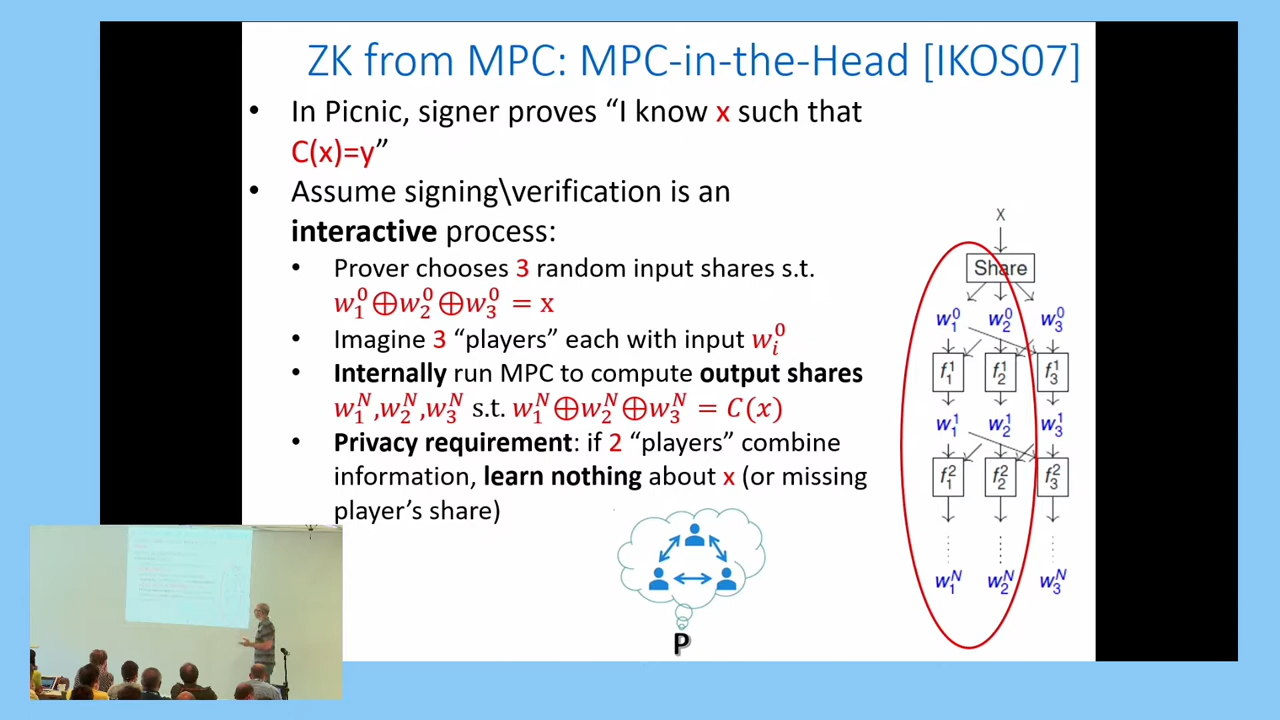 ZK from MPC: MPC-in-the-Head [IKOS07]
• In Picnic, signer proves “I know x such that
C(x)=y”
• Assume signing\verification is an
interactive process:
• Prover chooses 3 random input shares s.t.
w₁⁰⊕w₂⁰⊕w₃⁰ = x
• Imagine 3 “players” each with input wᵢ⁰
• Internally run MPC to compute output shares
w₁ᴺ,w₂ᴺ,w₃ᴺ s.t. w₁ᴺ⊕w₂ᴺ⊕w₃ᴺ = C(x)
• Privacy requirement: if 2 “players” combine
information, learn nothing about x (or missing
player’s share)
P
x
Share
w₁⁰ w₂⁰ w₃⁰
f₁¹ f₂¹ f₃¹
w₁¹ w₂¹ w₃¹
f₁² f₂² f₃²
w₁ᴺ w₂ᴺ w₃ᴺ